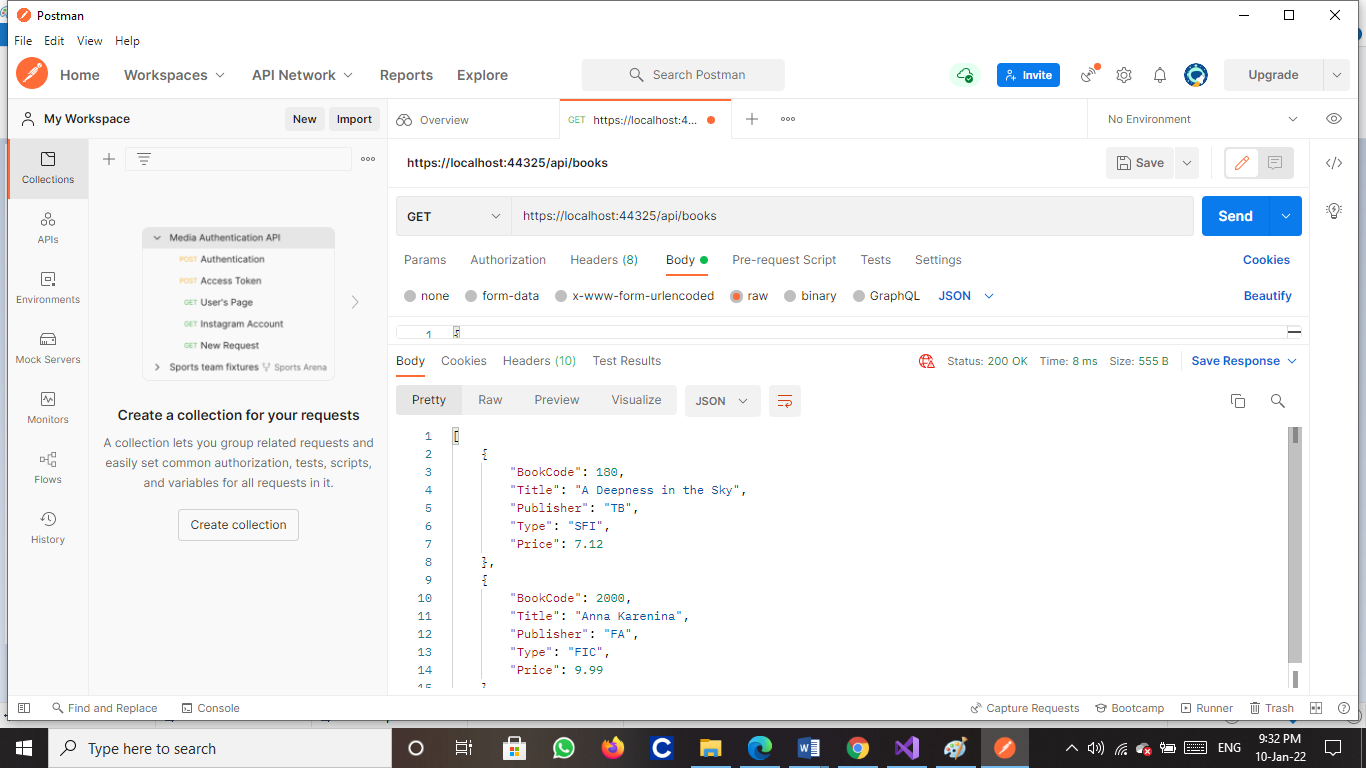 Postman
File Edit View Help
Home Workspaces API Network Reports Explore Search Postman Invite Upgrade
My Workspace New Import Overview GET https://localhost:4... No Environment
Collections
APIs
Environments
Mock Servers
Monitors
Flows
History
Media Authentication API
POST Authentication
POST Access Token
GET User's Page
GET Instagram Account
GET New Request
Sports team fixtures Sports Arena
Create a collection for your requests
A collection lets you group related requests and
easily set common authorization, tests, scripts,
and variables for all requests in it.
Create collection
https://localhost:44325/api/books Save
GET https://localhost:44325/api/books Send
Params Authorization Headers (8) Body Pre-request Script Tests Settings Cookies
none form-data x-www-form-urlencoded raw binary GraphQL JSON Beautify
1 {
Body Cookies Headers (10) Test Results Status: 200 OK Time: 8 ms Size: 555 B Save Response
Pretty Raw Preview Visualize JSON
1 [
2 {
3 "BookCode": 180,
4 "Title": "A Deepness in the Sky",
5 "Publisher": "TB",
6 "Type": "SFI",
7 "Price": 7.12
8 },
9 {
10 "BookCode": 2000,
11 "Title": "Anna Karenina",
12 "Publisher": "FA",
13 "Type": "FIC",
14 "Price": 9.99
15
Find and Replace Console Capture Requests Bootcamp Runner Trash
Type here to search ENG 9:32 PM
10-Jan-22